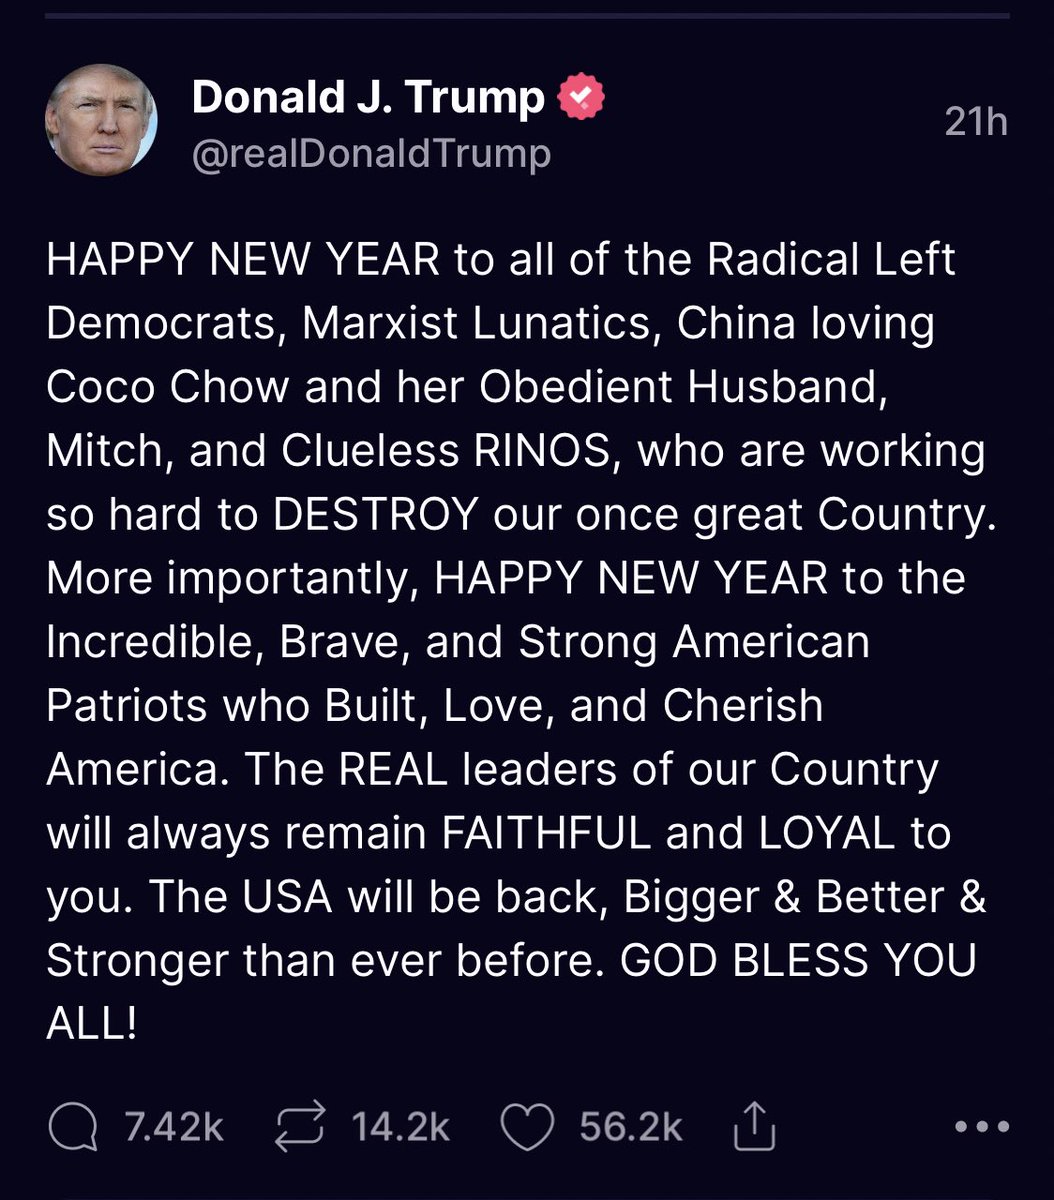 Donald J. Trump
@realDonaldTrump
21h
HAPPY NEW YEAR to all of the Radical Left
Democrats, Marxist Lunatics, China loving
Coco Chow and her Obedient Husband,
Mitch, and Clueless RINOS, who are working
so hard to DESTROY our once great Country.
More importantly, HAPPY NEW YEAR to the
Incredible, Brave, and Strong American
Patriots who Built, Love, and Cherish
America. The REAL leaders of our Country
will always remain FAITHFUL and LOYAL to
you. The USA will be back, Bigger & Better &
Stronger than ever before. GOD BLESS YOU
ALL!
7.42k 14.2k 56.2k